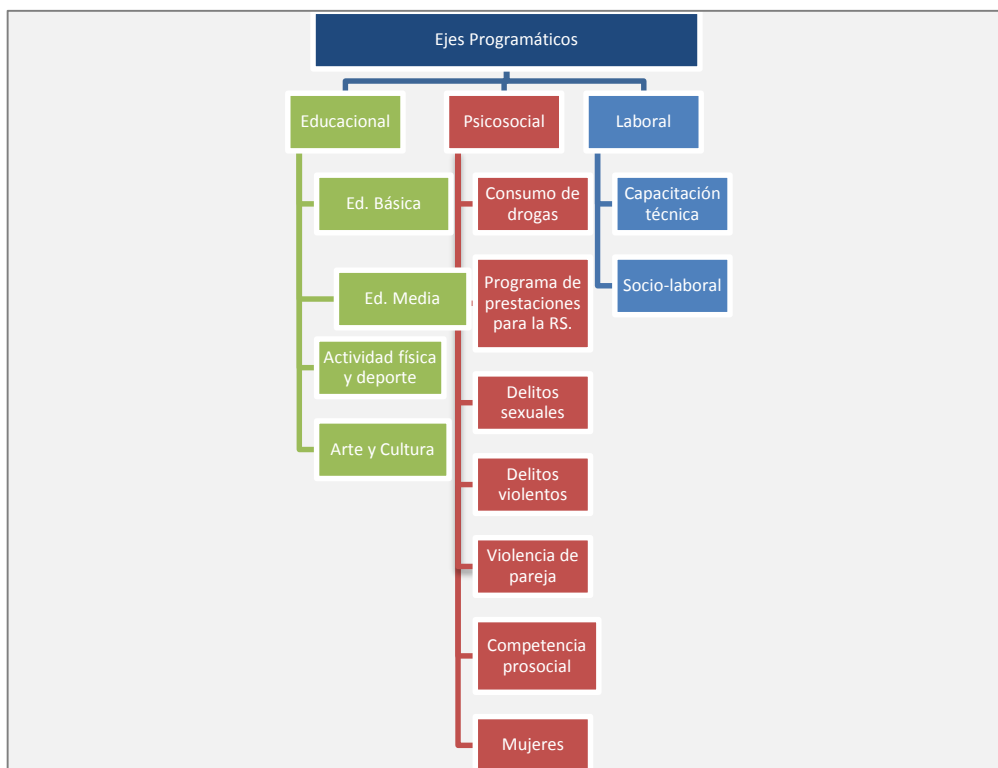 Ejes Programáticos
Educacional
Psicosocial
Laboral
Ed. Básica
Ed. Media
Actividad física
y deporte
Arte y Cultura
Consumo de
drogas
Programa de
prestaciones
para la RS.
Delitos
sexuales
Delitos
violentos
Violencia de
pareja
Competencia
prosocial
Mujeres
Capacitación
técnica
Socio-laboral